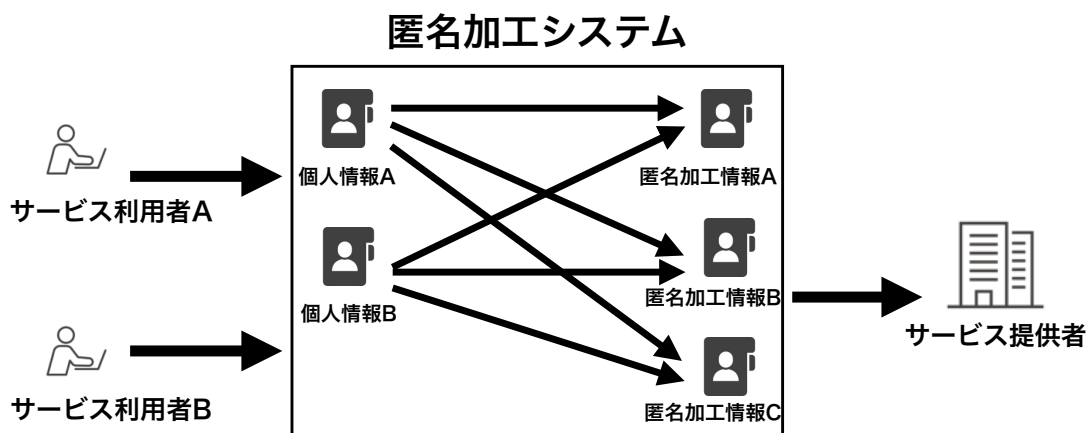 匿名加工システム
個人情報A
匿名加工情報A
サービス利用者A
個人情報B
匿名加工情報B
サービス提供者
サービス利用者B
匿名加工情報C